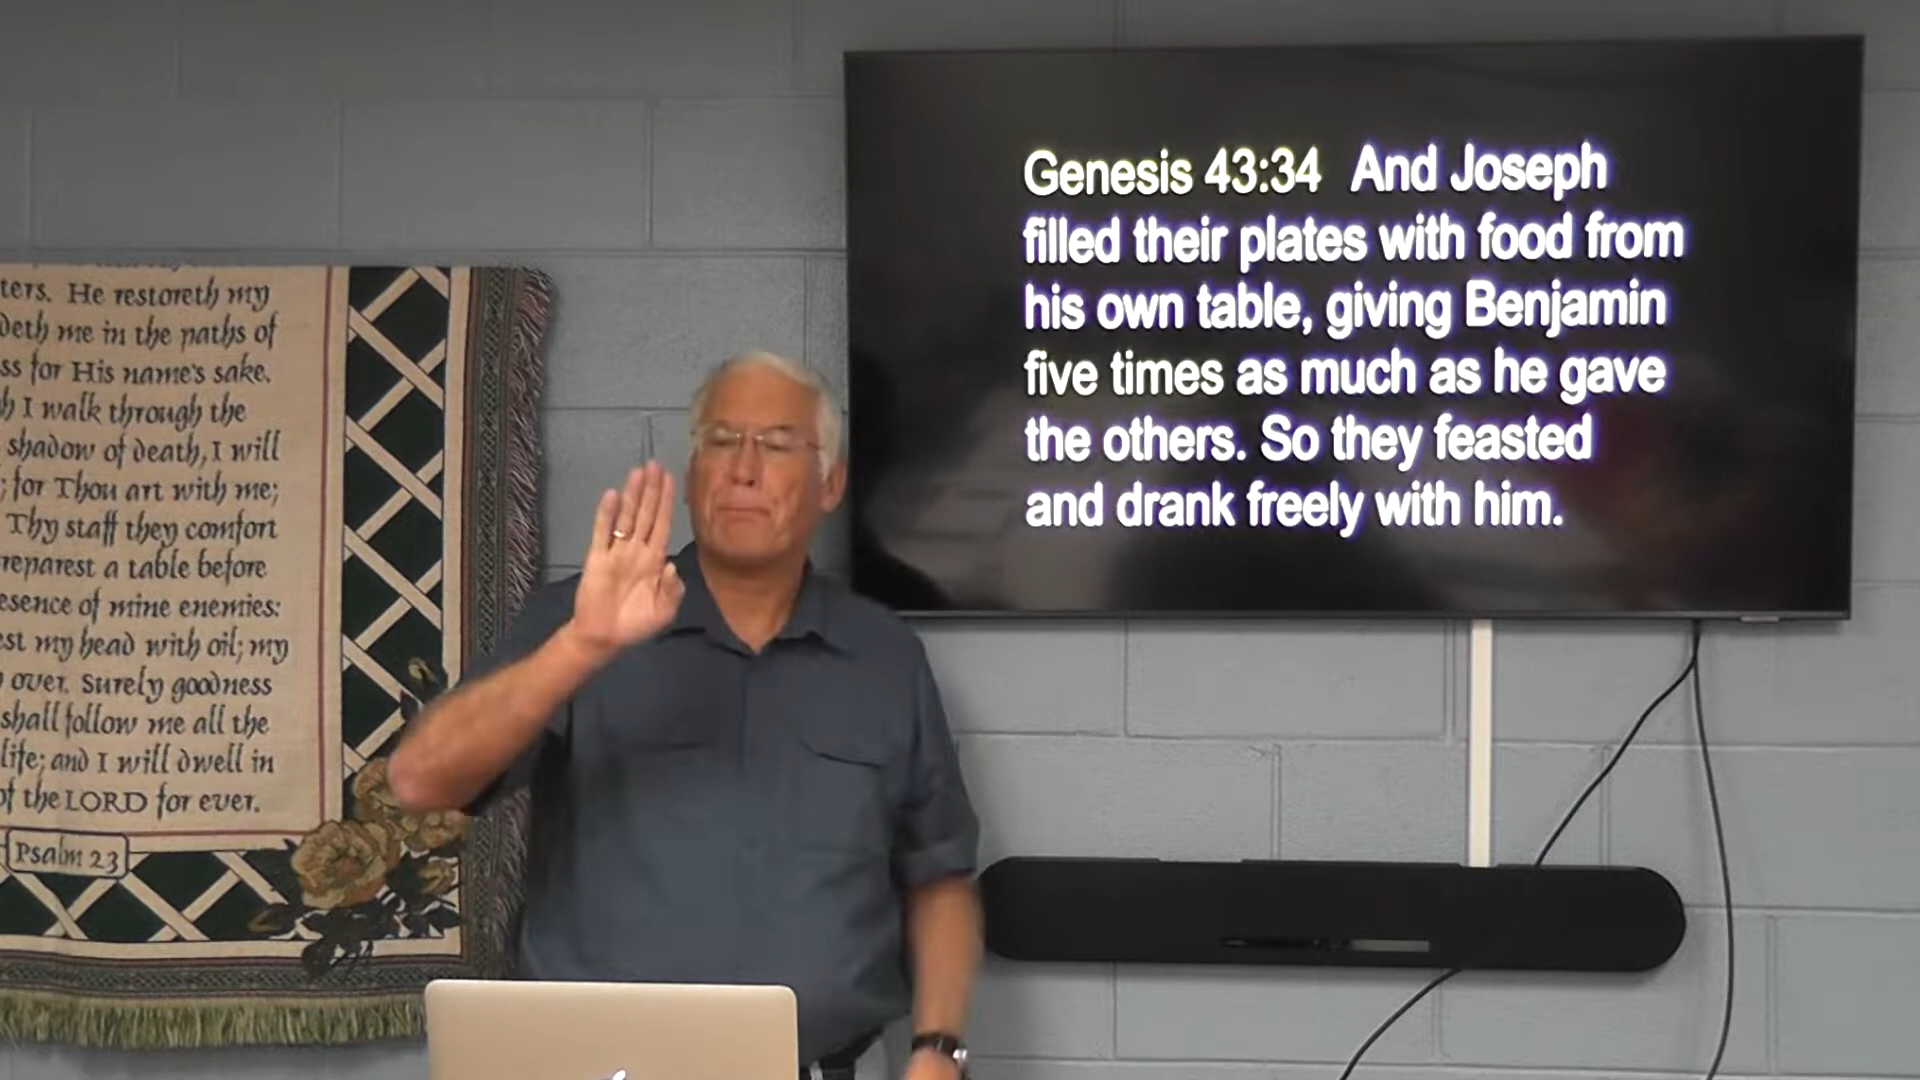 ters. He restoreth my
deth me in the paths of
ss for His name's sake.
h I walk through the
shadow of death, I will
; for Thou art with me;
Thy staff they comfort
reparest a table before
esence of mine enemies:
est my head with oil; my
over. Surely goodness
shall follow me all the
life; and I will dwell in
of the LORD for ever.
Psalm 23
Genesis 43:34 And Joseph
filled their plates with food from
his own table, giving Benjamin
five times as much as he gave
the others. So they feasted
and drank freely with him.